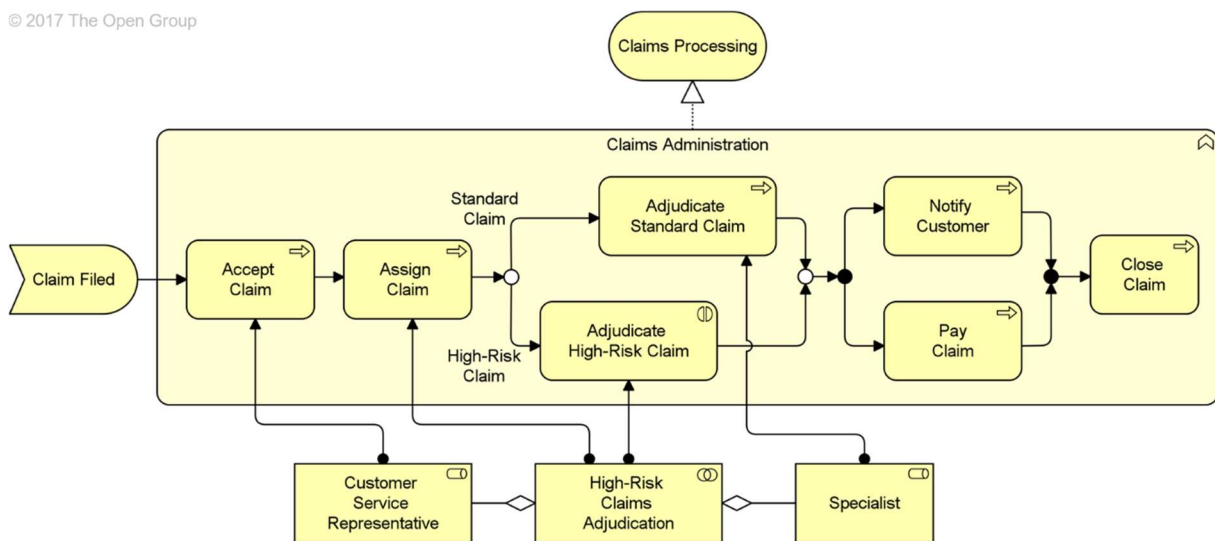 © 2017 The Open Group
Claims Processing
Claims Administration
Standard
Claim
Adjudicate
Standard Claim
Notify
Customer
Claim Filed
Accept
Claim
Assign
Claim
Close
Claim
High-Risk
Claim
Adjudicate
High-Risk Claim
Pay
Claim
Customer
Service
Representative
High-Risk
Claims
Adjudication
Specialist